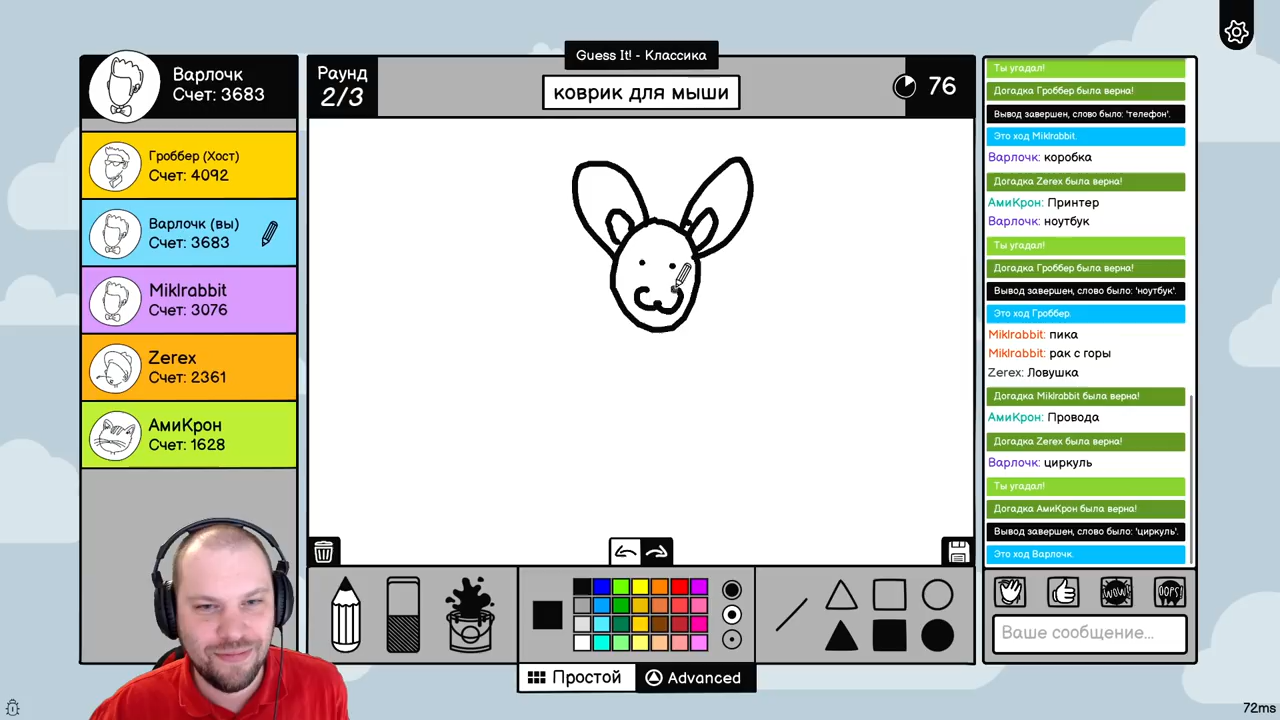 Guess It! - Классика
Варлочк
Счет: 3683
Гроббер (Хост)
Счет: 4092
Варлочк (вы)
Счет: 3683
Miklrabbit
Счет: 3076
Zerex
Счет: 2361
АмиКрон
Счет: 1628
Раунд
2/3
коврик для мыши
76
Ты угадал!
Догадка Гроббер была верна!
Вывод завершен, слово было: 'телефон'.
Это ход Miklrabbit.
Варлочк: коробка
Догадка Zerex была верна!
АмиКрон: Принтер
Варлочк: ноутбук
Ты угадал!
Догадка Гроббер была верна!
Вывод завершен, слово было: 'ноутбук'.
Это ход Гроббер.
Miklrabbit: пика
Miklrabbit: рак с горы
Zerex: Ловушка
Догадка Miklrabbit была верна!
АмиКрон: Провода
Догадка Zerex была верна!
Варлочк: циркуль
Ты угадал!
Догадка АмиКрон была верна!
Вывод завершен, слово было: 'циркуль'.
Это ход Варлочк.
WOW!
OOPS!
Ваше сообщение...
Простой
Advanced
72ms